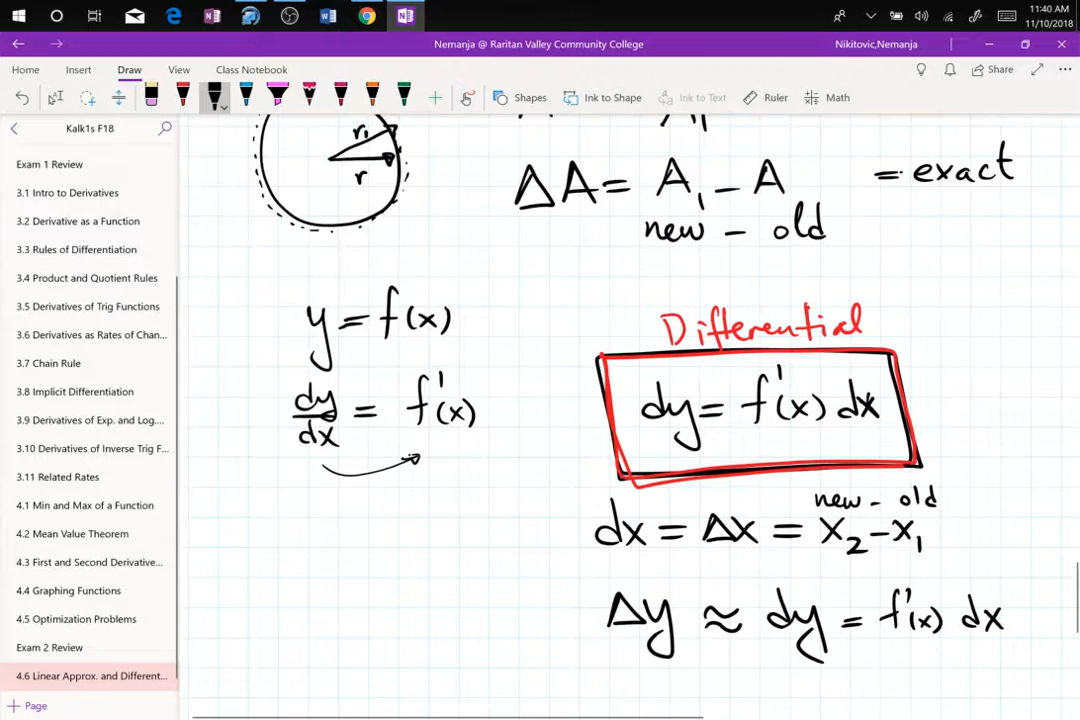 11:40 AM
11/10/2018
Nemanja @ Raritan Valley Community College
Nikitovic,Nemanja
Home Insert Draw View Class Notebook
Share
Shapes Ink to Shape Ink to Text Ruler Math
Kalk1s F18
Exam 1 Review
3.1 Intro to Derivatives
3.2 Derivative as a Function
3.3 Rules of Differentiation
3.4 Product and Quotient Rules
3.5 Derivatives of Trig Functions
3.6 Derivatives as Rates of Chan...
3.7 Chain Rule
3.8 Implicit Differentiation
3.9 Derivatives of Exp. and Log....
3.10 Derivatives of Inverse Trig F...
3.11 Related Rates
4.1 Min and Max of a Function
4.2 Mean Value Theorem
4.3 First and Second Derivative...
4.4 Graphing Functions
4.5 Optimization Problems
Exam 2 Review
4.6 Linear Approx. and Different...
+ Page
r₁
r
ΔA = A₁ - A = exact
new - old
y = f(x)
dy/dx = f'(x)
Differential
dy = f'(x) dx
new - old
dx = Δx = x₂ - x₁
Δy ≈ dy = f'(x) dx